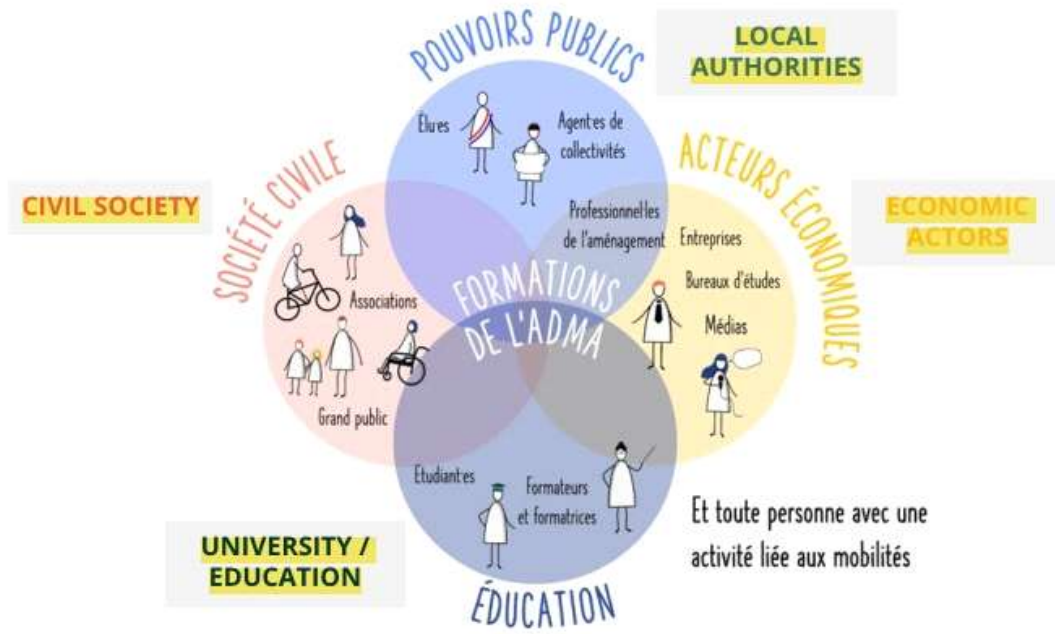 POUVOIRS PUBLICS
LOCAL
AUTHORITIES
Élu·es
Agent·es de
collectivités
SOCIÉTÉ CIVILE
ACTEURS ÉCONOMIQUES
CIVIL SOCIETY
ECONOMIC
ACTORS
Professionnel·les
de l'aménagement
Entreprises
Bureaux d'études
Médias
Associations
FORMATIONS
DE L'ADMA
Grand public
Etudiant·es
Formateurs
et formatrices
Et toute personne avec une
activité liée aux mobilités
UNIVERSITY /
EDUCATION
ÉDUCATION